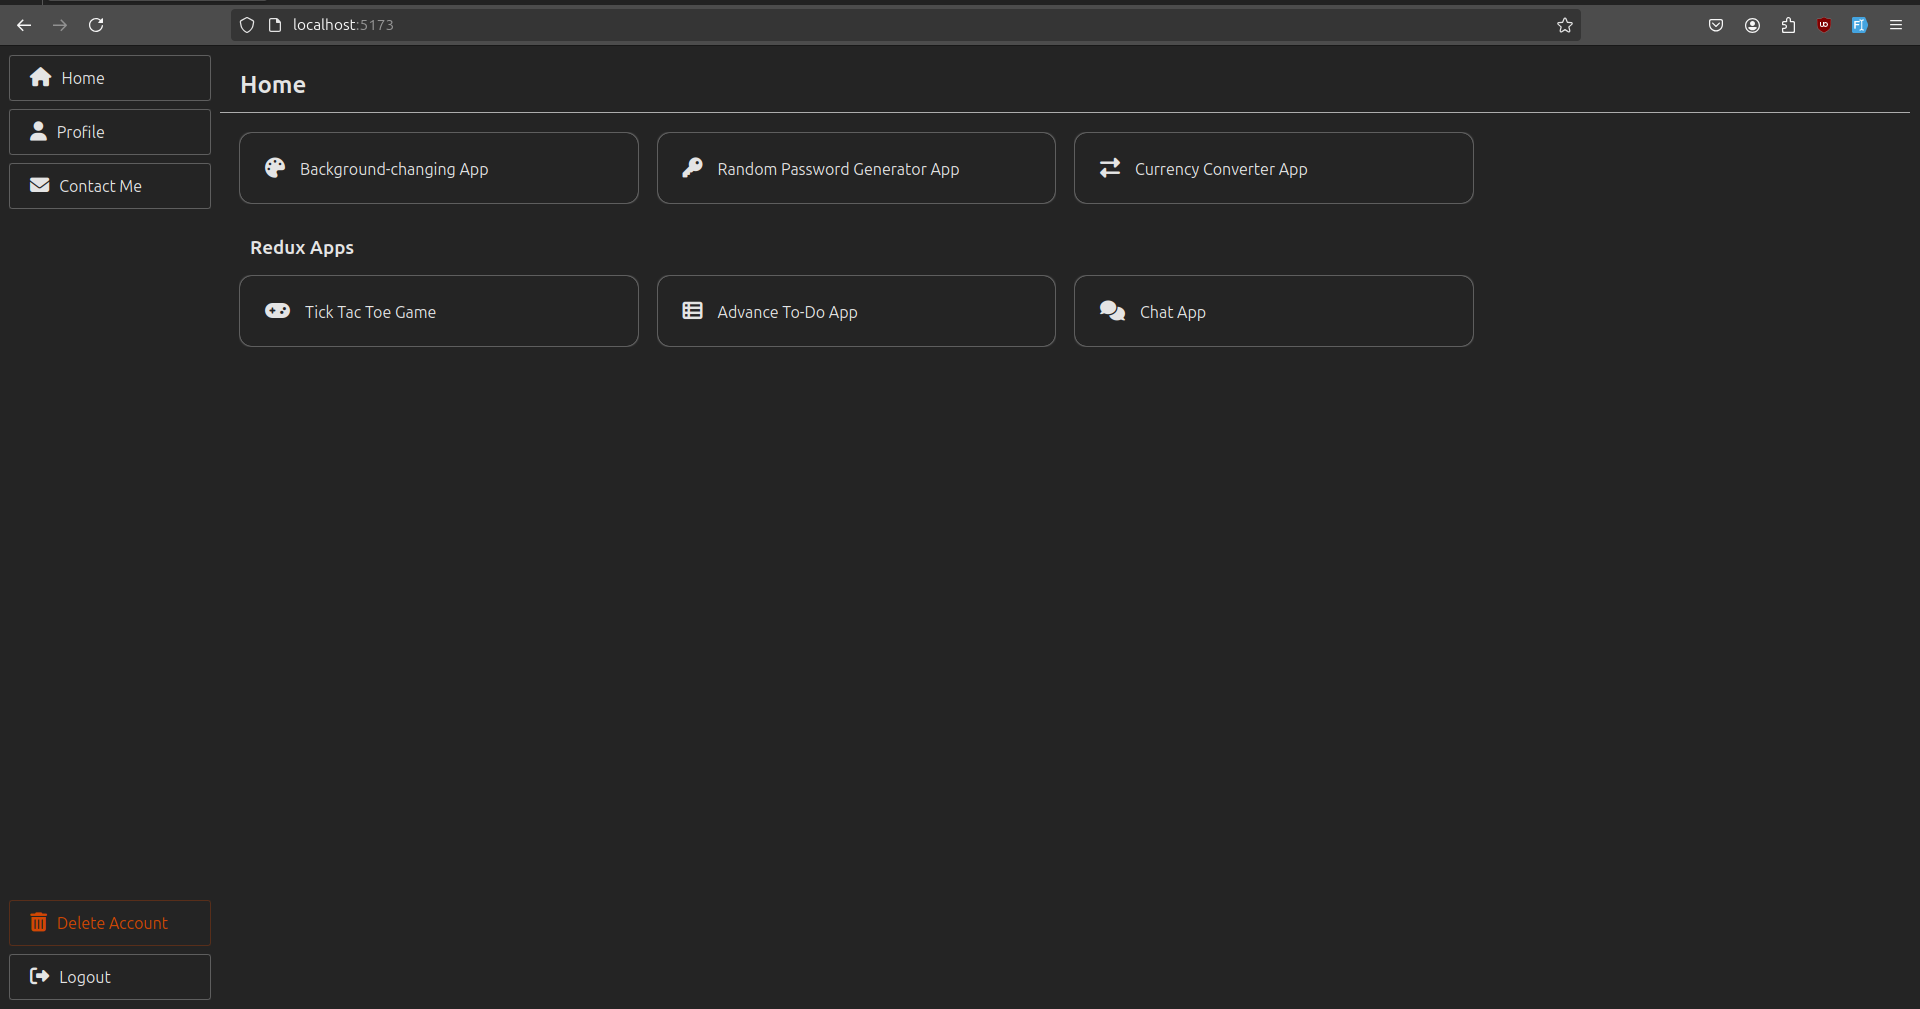 localhost:5173
Home
Profile
Contact Me
Home
Background-changing App
Random Password Generator App
Currency Converter App
Redux Apps
Tick Tac Toe Game
Advance To-Do App
Chat App
Delete Account
Logout